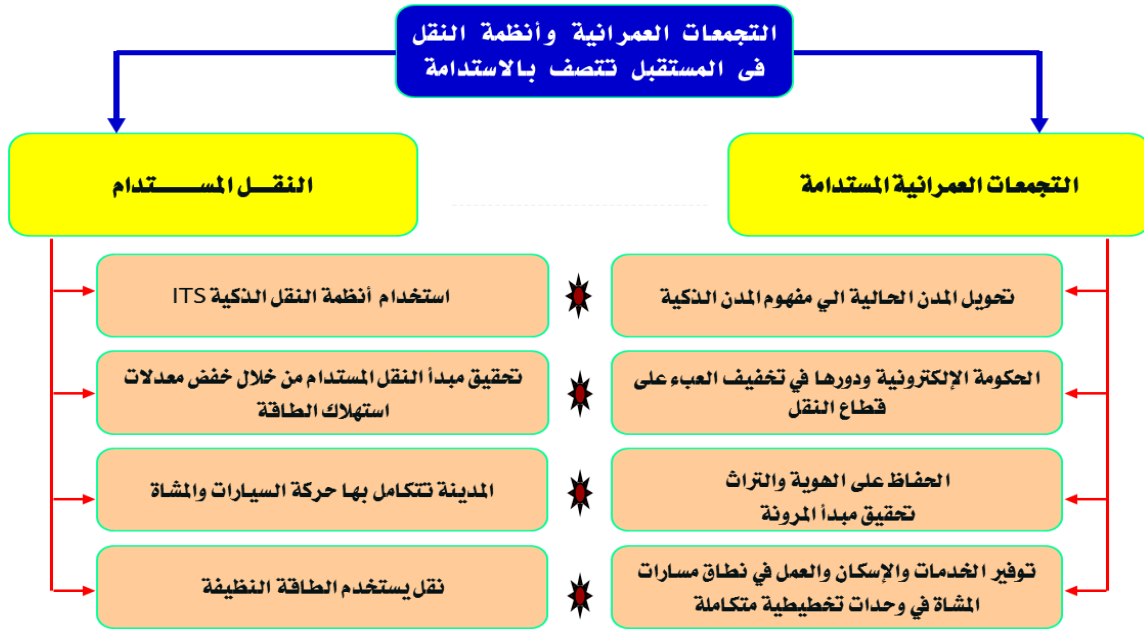 التجمعات العمرانية وأنظمة النقل
فى المستقبل تتصف بالاستدامة
التجمعات العمرانية المستدامة
النقــل المســــتدام
تحويل المدن الحالية الي مفهوم المدن الذكية
استخدام أنظمة النقل الذكية ITS
الحكومة الإلكترونية ودورها في تخفيف العبء على
قطاع النقل
تحقيق مبدأ النقل المستدام من خلال خفض معدلات
استهلاك الطاقة
الحفاظ على الهوية والتراث
تحقيق مبدأ المرونة
المدينة تتكامل بها حركة السيارات والمشاة
توفير الخدمات والإسكان والعمل في نطاق مسارات
المشاة في وحدات تخطيطية متكاملة
نقل يستخدم الطاقة النظيفة